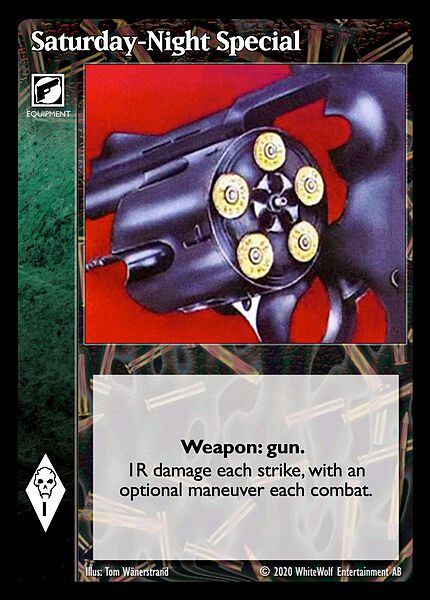 Saturday-Night Special
EQUIPMENT
Weapon: gun.
1R damage each strike, with an
optional maneuver each combat.
1
Illus: Tom Wänerstrand
© 2020 WhiteWolf Entertainment AB